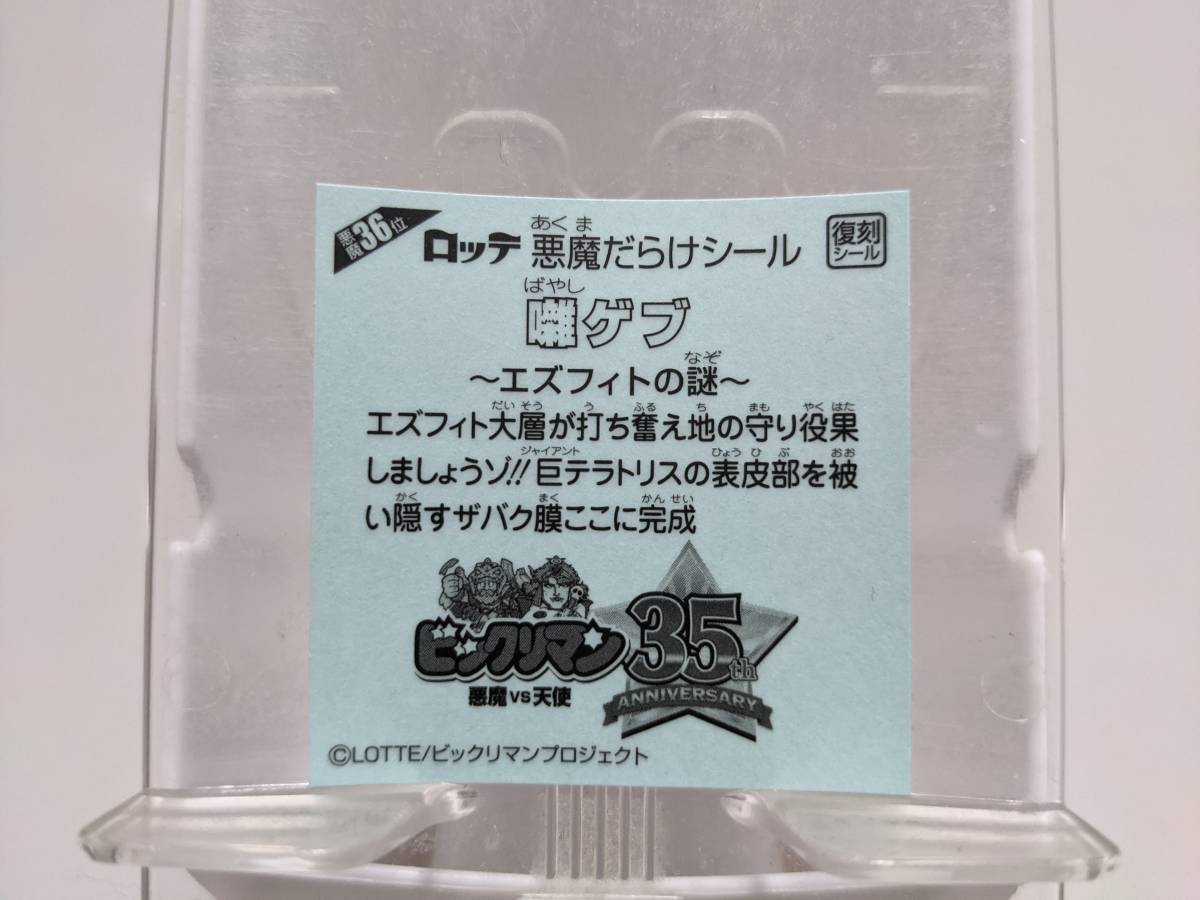 悪魔36位
ロッテ 悪魔だらけシール
あくま
復刻シール
ばやし
囃ゲブ
なぞ
〜エズフィトの謎〜
だいそう う ふる ち まも やくはた
エズフィト大層が打ち奮え地の守り役果
ジャイアント ひょうひぶ おお
しましょうゾ!!巨テラトリスの表皮部を被
かく まく かんせい
い隠すザバク膜ここに完成
ビックリマン
悪魔VS天使
35th
ANNIVERSARY
©LOTTE/ビックリマンプロジェクト